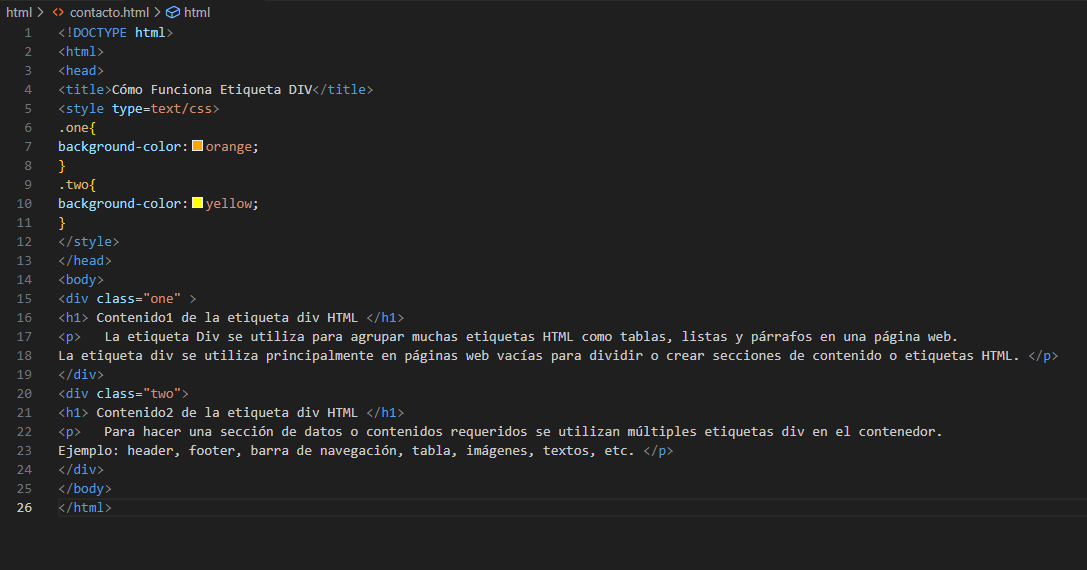 html > <> contacto.html > html
1 <!DOCTYPE html>
2 <html>
3 <head>
4 <title>Cómo Funciona Etiqueta DIV</title>
5 <style type=text/css>
6 .one{
7 background-color: orange;
8 }
9 .two{
10 background-color: yellow;
11 }
12 </style>
13 </head>
14 <body>
15 <div class="one" >
16 <h1> Contenido1 de la etiqueta div HTML </h1>
17 <p>   La etiqueta Div se utiliza para agrupar muchas etiquetas HTML como tablas, listas y párrafos en una página web.
18 La etiqueta div se utiliza principalmente en páginas web vacías para dividir o crear secciones de contenido o etiquetas HTML. </p>
19 </div>
20 <div class="two">
21 <h1> Contenido2 de la etiqueta div HTML </h1>
22 <p>   Para hacer una sección de datos o contenidos requeridos se utilizan múltiples etiquetas div en el contenedor.
23 Ejemplo: header, footer, barra de navegación, tabla, imágenes, textos, etc. </p>
24 </div>
25 </body>
26 </html>